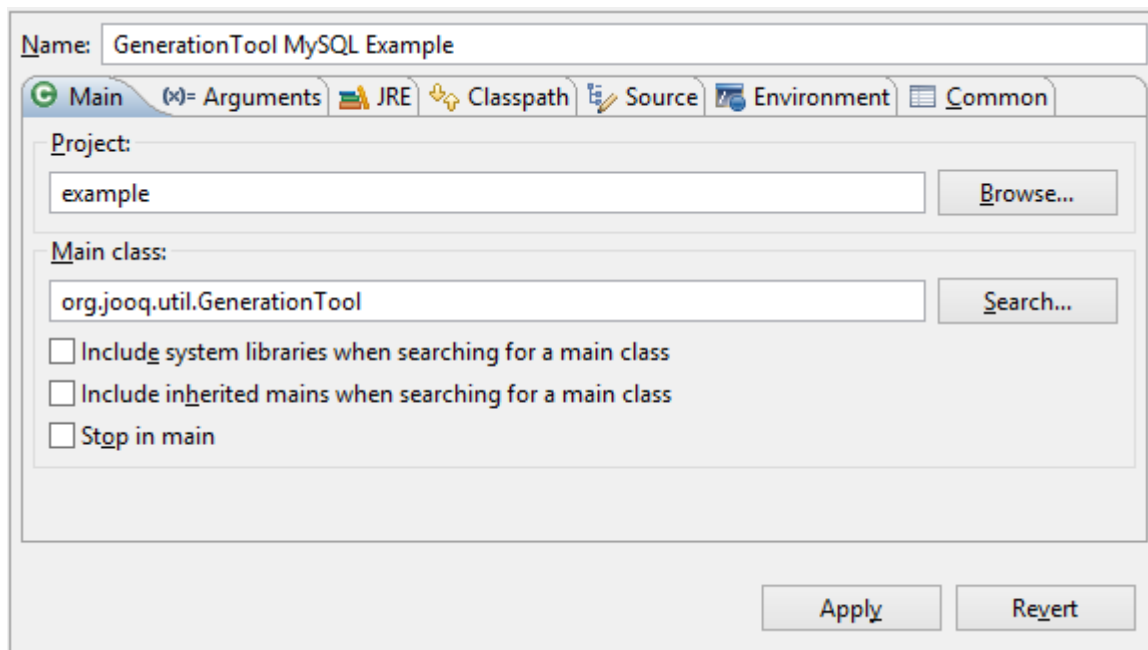 Name: GenerationTool MySQL Example
Main (x)= Arguments JRE Classpath Source Environment Common
Project:
example Browse...
Main class:
org.jooq.util.GenerationTool Search...
Include system libraries when searching for a main class
Include inherited mains when searching for a main class
Stop in main
Apply Revert